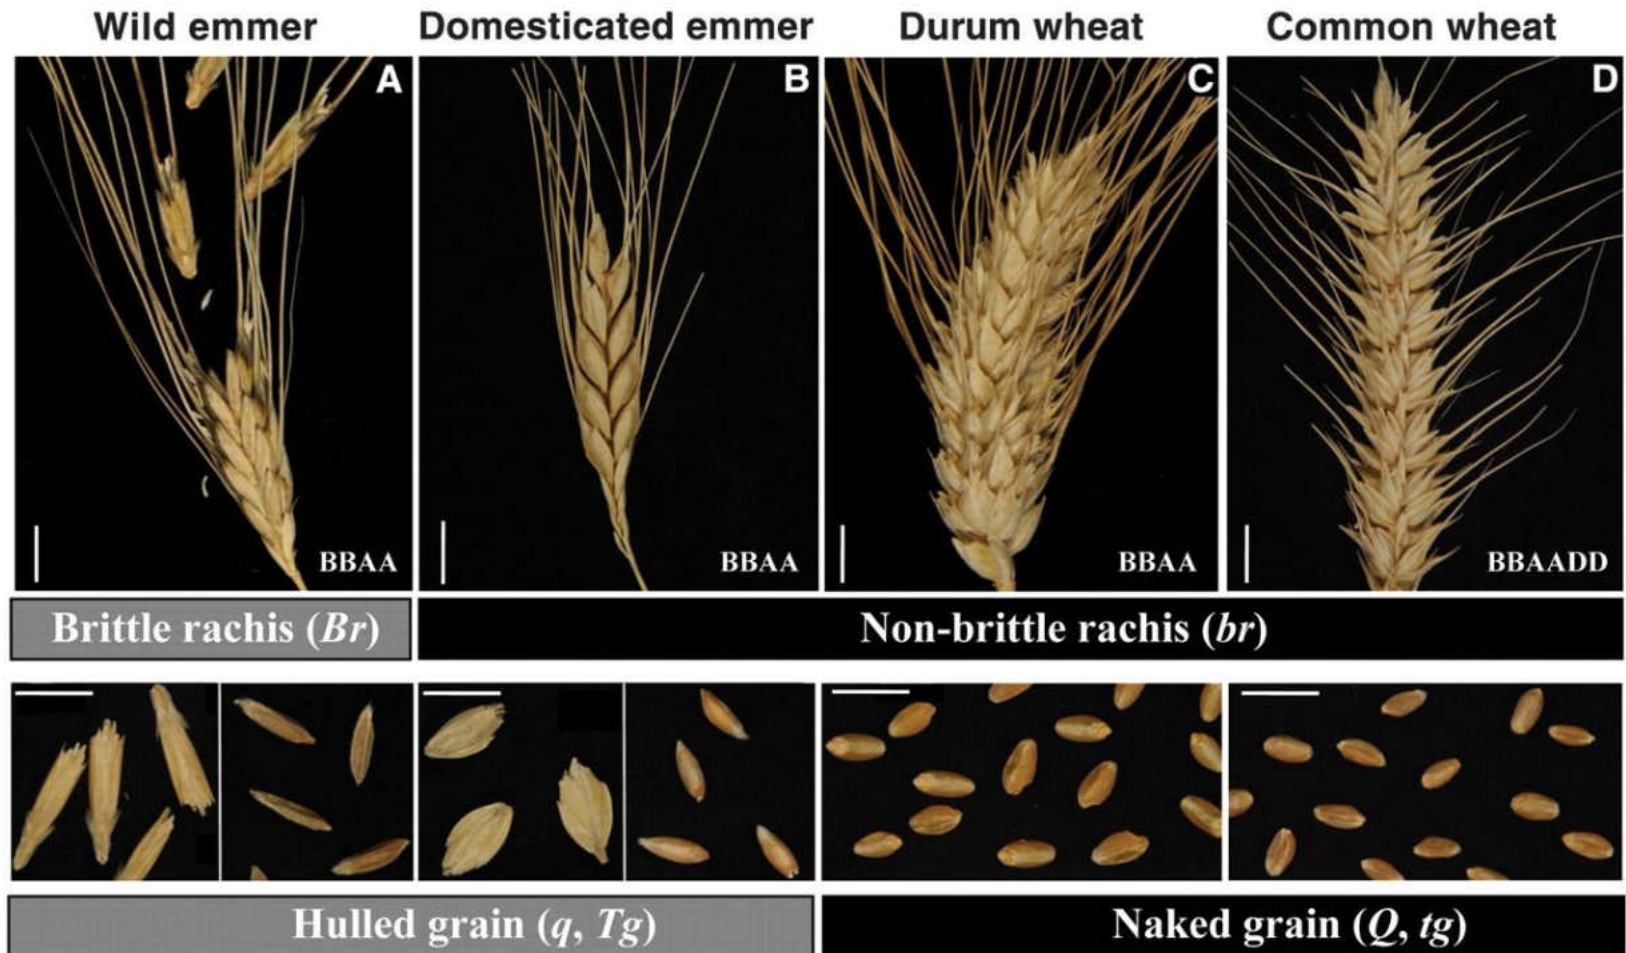 Wild emmer
Domesticated emmer
Durum wheat
Common wheat
A
B
C
D
BBAA
BBAA
BBAA
BBAADD
Brittle rachis (Br)
Non-brittle rachis (br)
Hulled grain (q, Tg)
Naked grain (Q, tg)